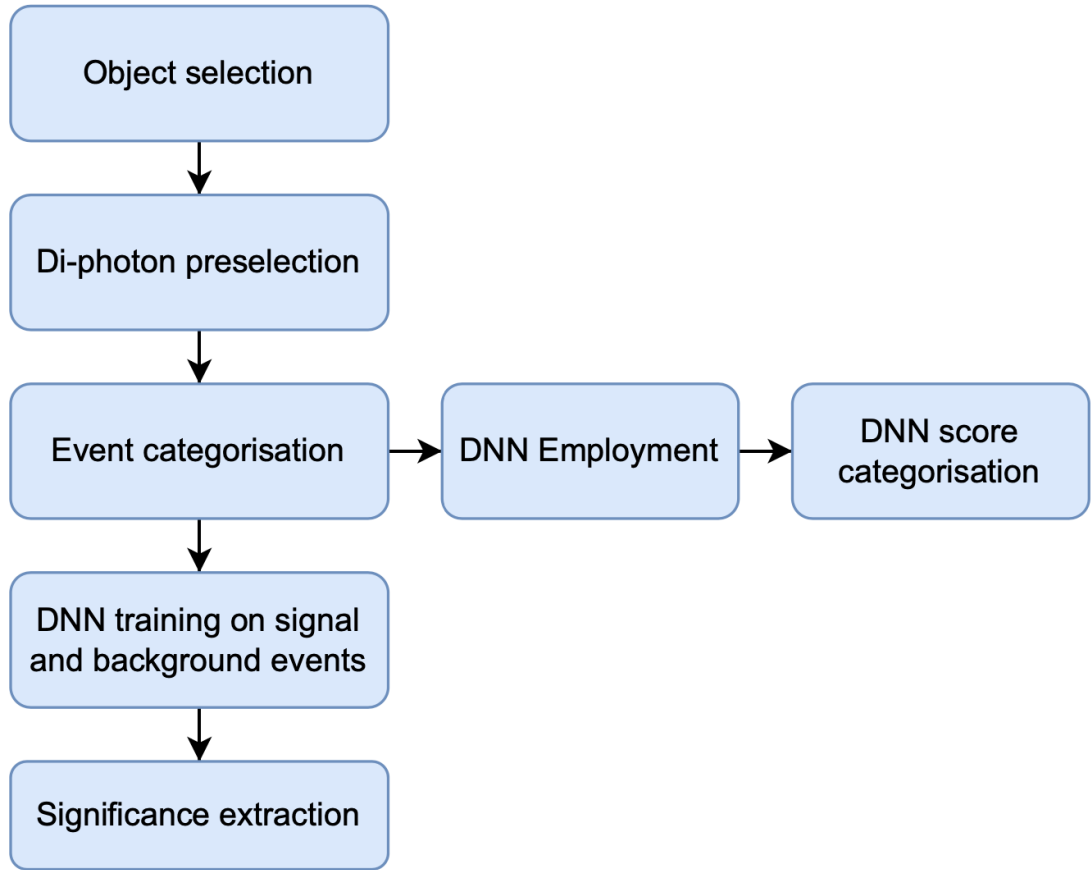 Object selection
Di-photon preselection
Event categorisation
DNN Employment
DNN score
categorisation
DNN training on signal
and background events
Significance extraction